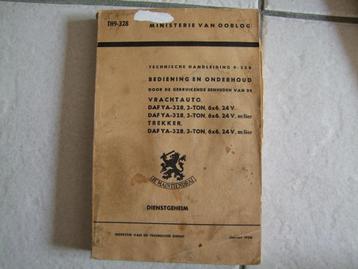 TH9-328
MINISTERIE VAN OORLOG
TECHNISCHE HANDLEIDING 9-328
BEDIENING EN ONDERHOUD
DOOR DE GEBRUIKENDE EENHEDEN VAN DE
VRACHTAUTO,
DAF YA-328, 3-TON, 6x6, 24 V.
DAF YA-328, 3-TON, 6x6, 24 V. m/lier
TREKKER,
DAF YA-328, 3-TON, 6x6, 24 V. m/lier
JE MAINTIENDRAI
DIENSTGEHEIM